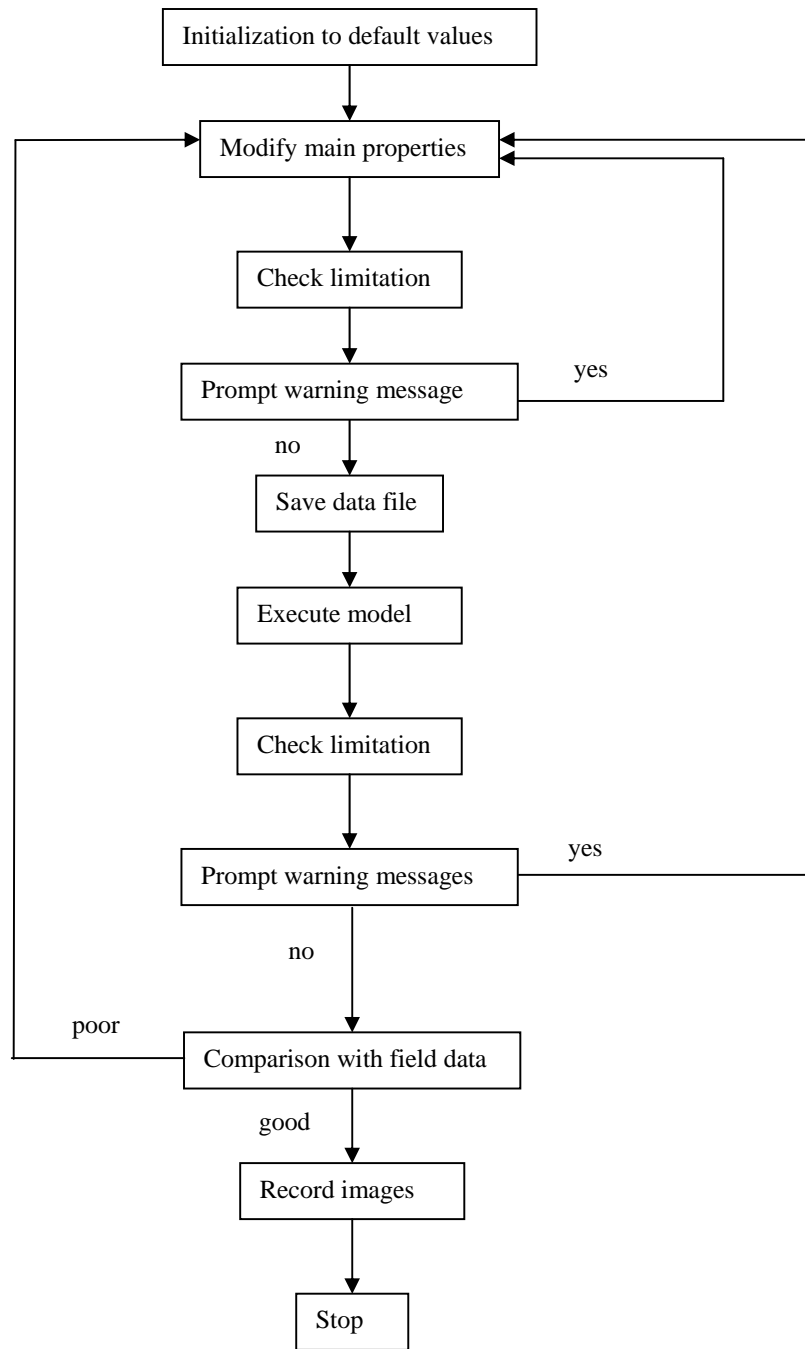 Initialization to default values
Modify main properties
Check limitation
Prompt warning message
yes
no
Save data file
Execute model
Check limitation
yes
Prompt warning messages
no
poor
Comparison with field data
good
Record images
Stop